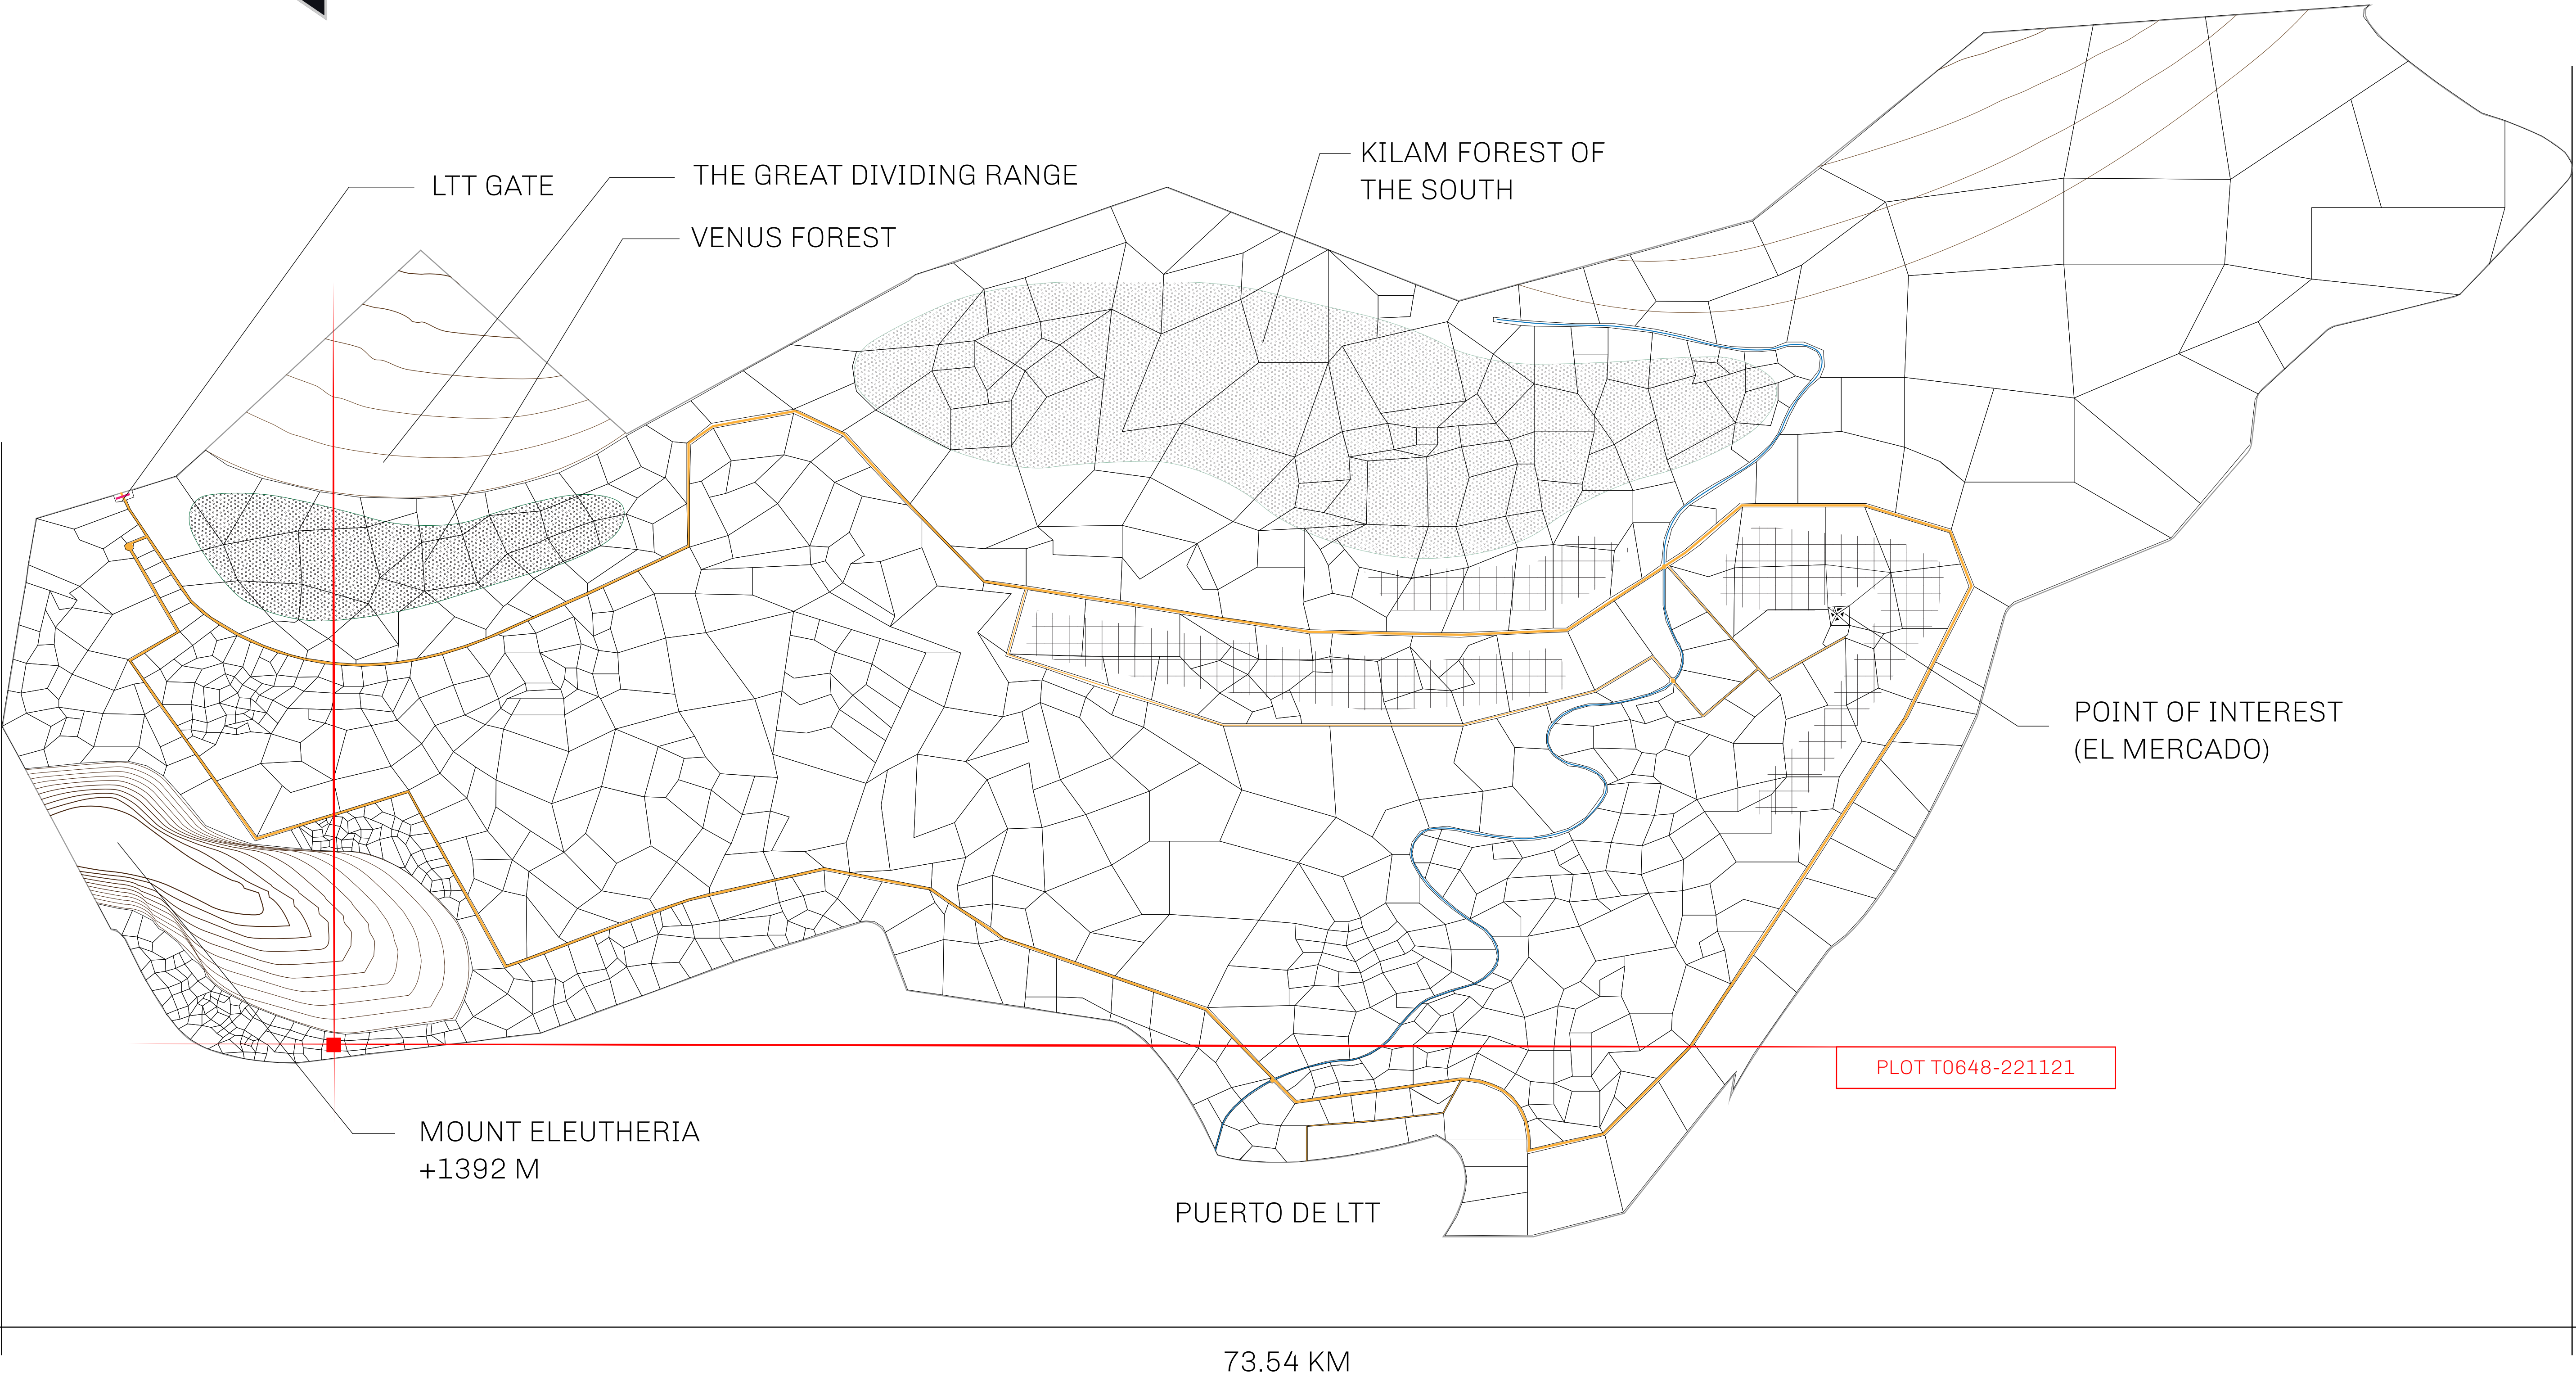 KILAM FOREST OF
THE SOUTH
LTT GATE
THE GREAT DIVIDING RANGE
VENUS FOREST
POINT OF INTEREST
(EL MERCADO)
PLOT T0648-221121
MOUNT ELEUTHERIA
+1392 M
PUERTO DE LTT
73.54 KM